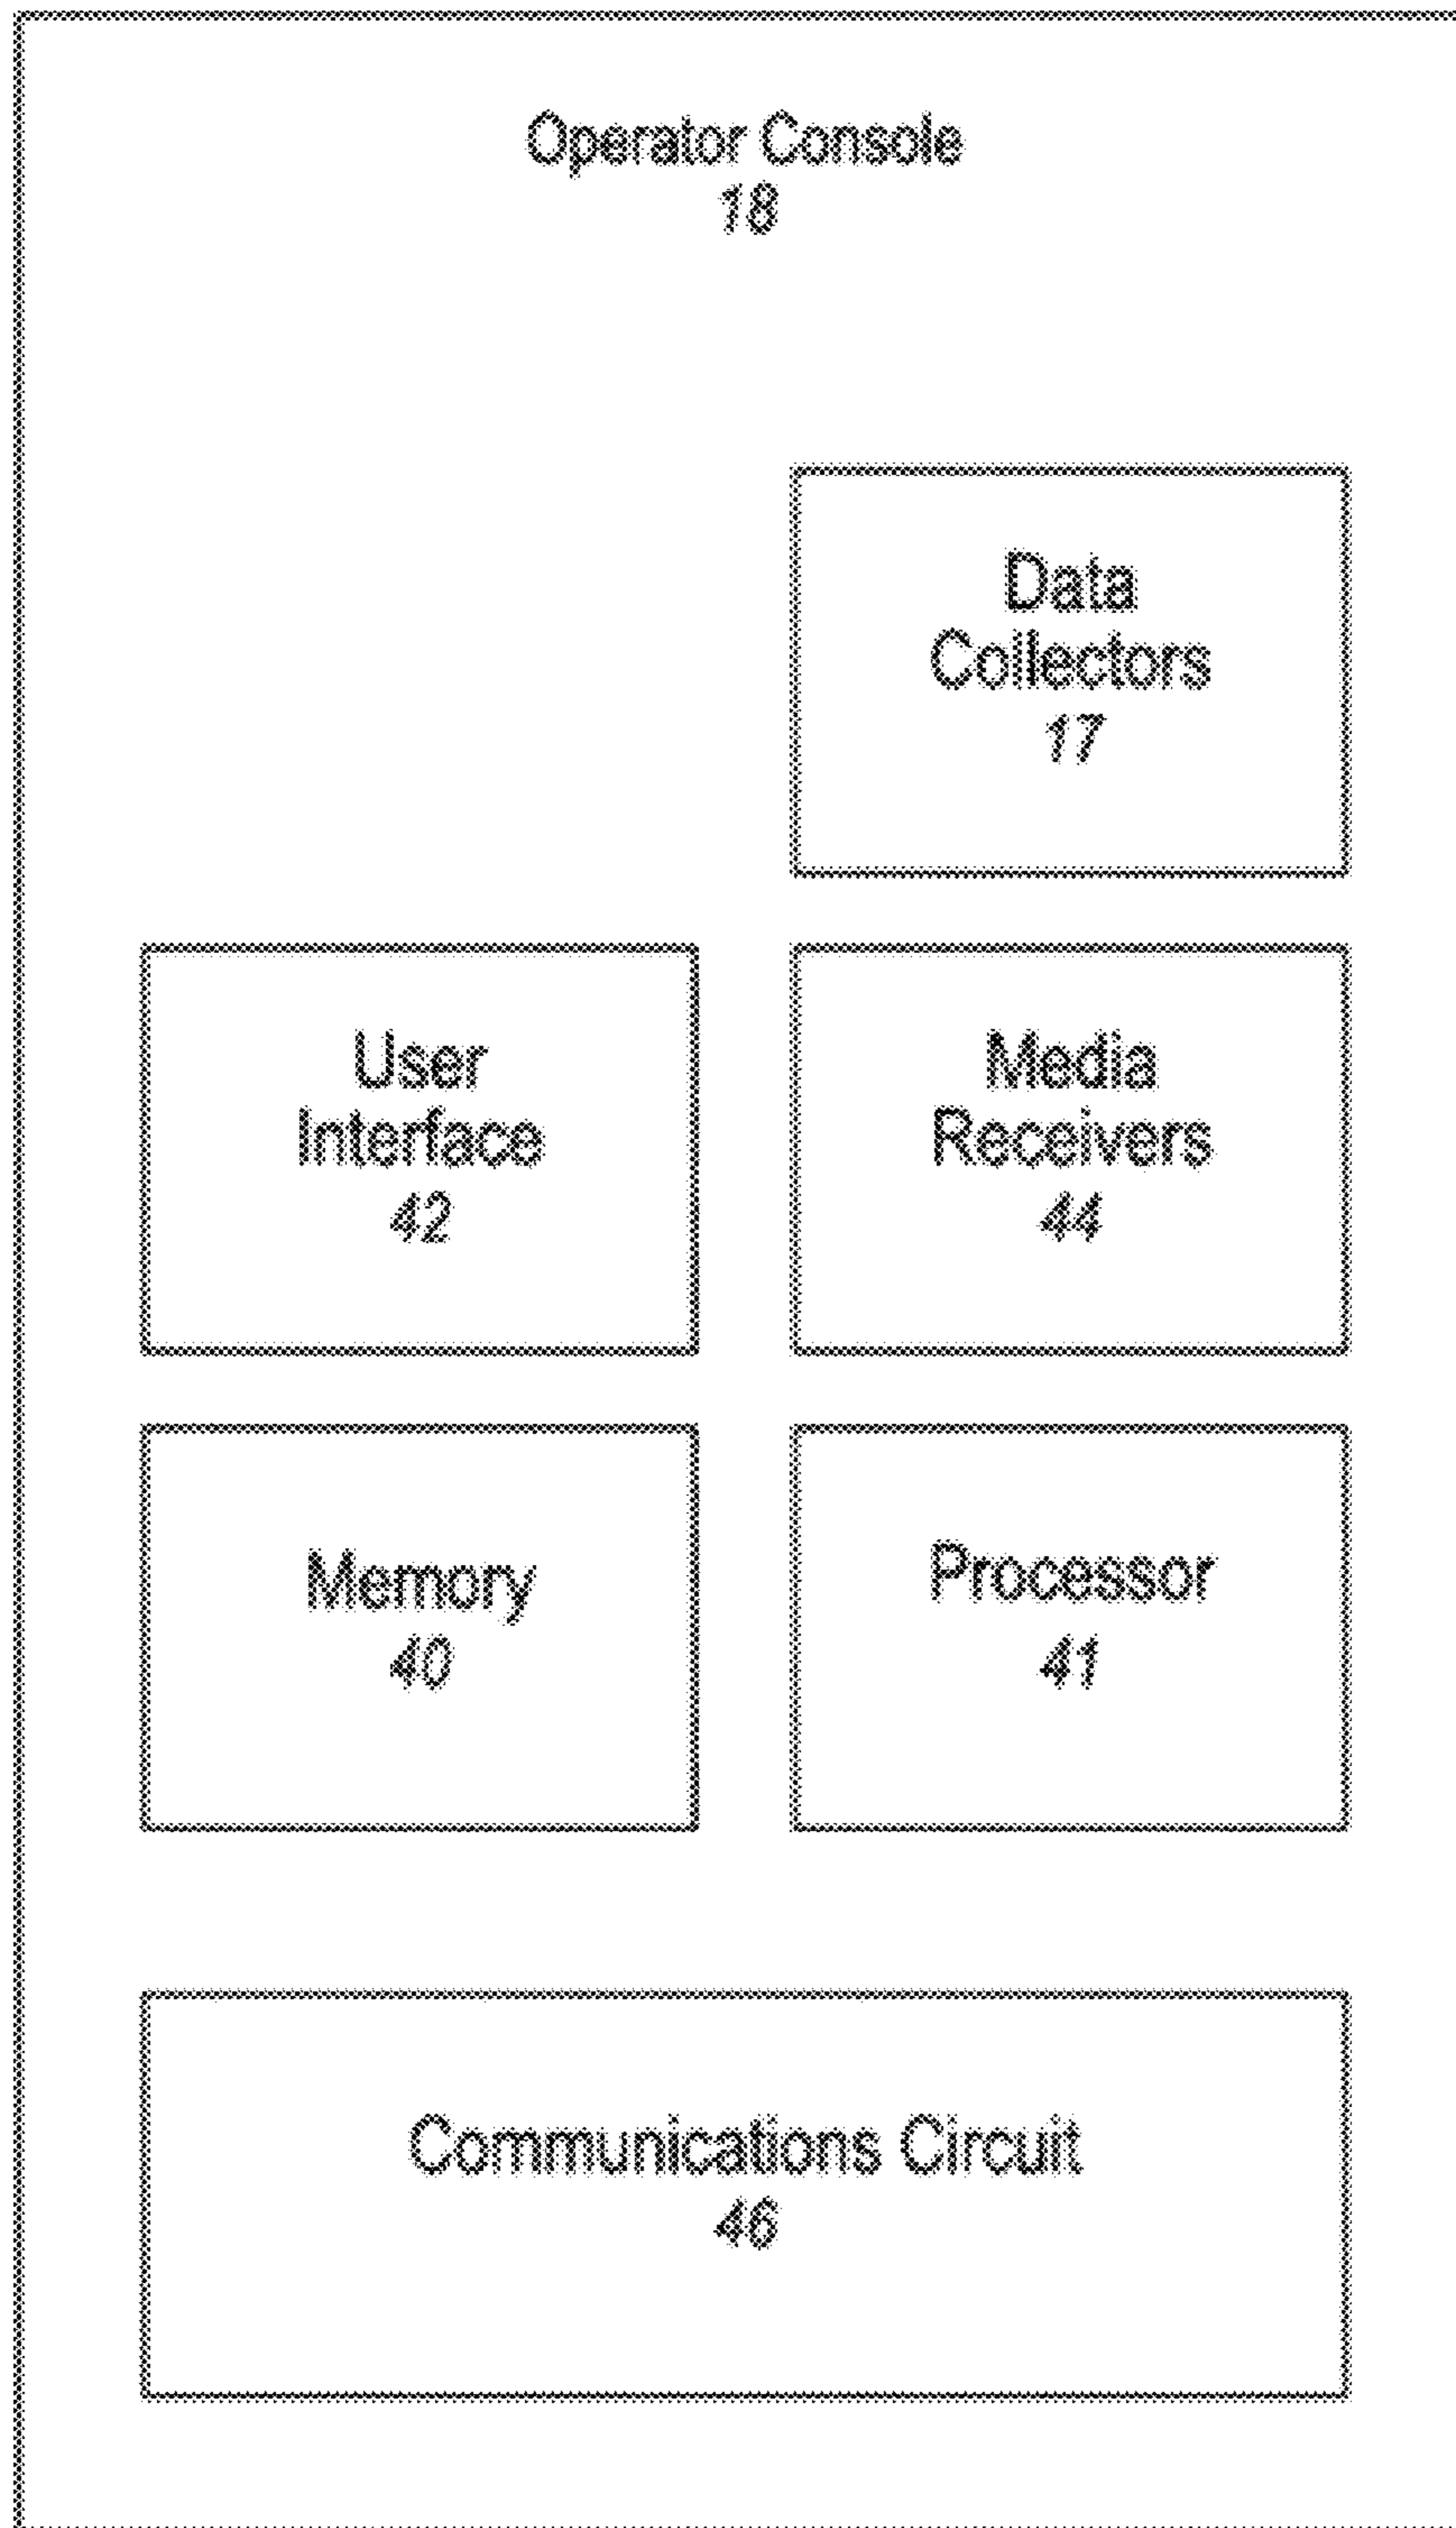 Operator Console
18
Data
Collectors
17
User
Interface
42
Media
Receivers
44
Memory
40
Processor
41
Communications Circuit
46